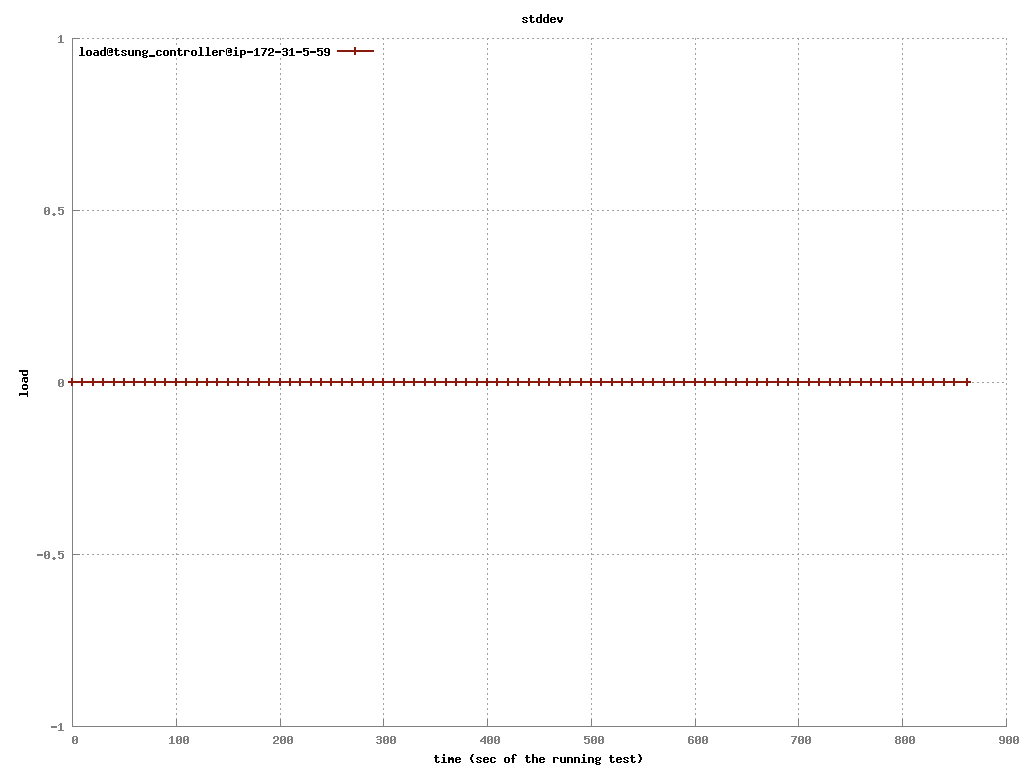 stddev
1
load@tsung_controller@ip-172-31-5-59
0.5
load
0
-0.5
-1
0 100 200 300 400 500 600 700 800 900
time (sec of the running test)